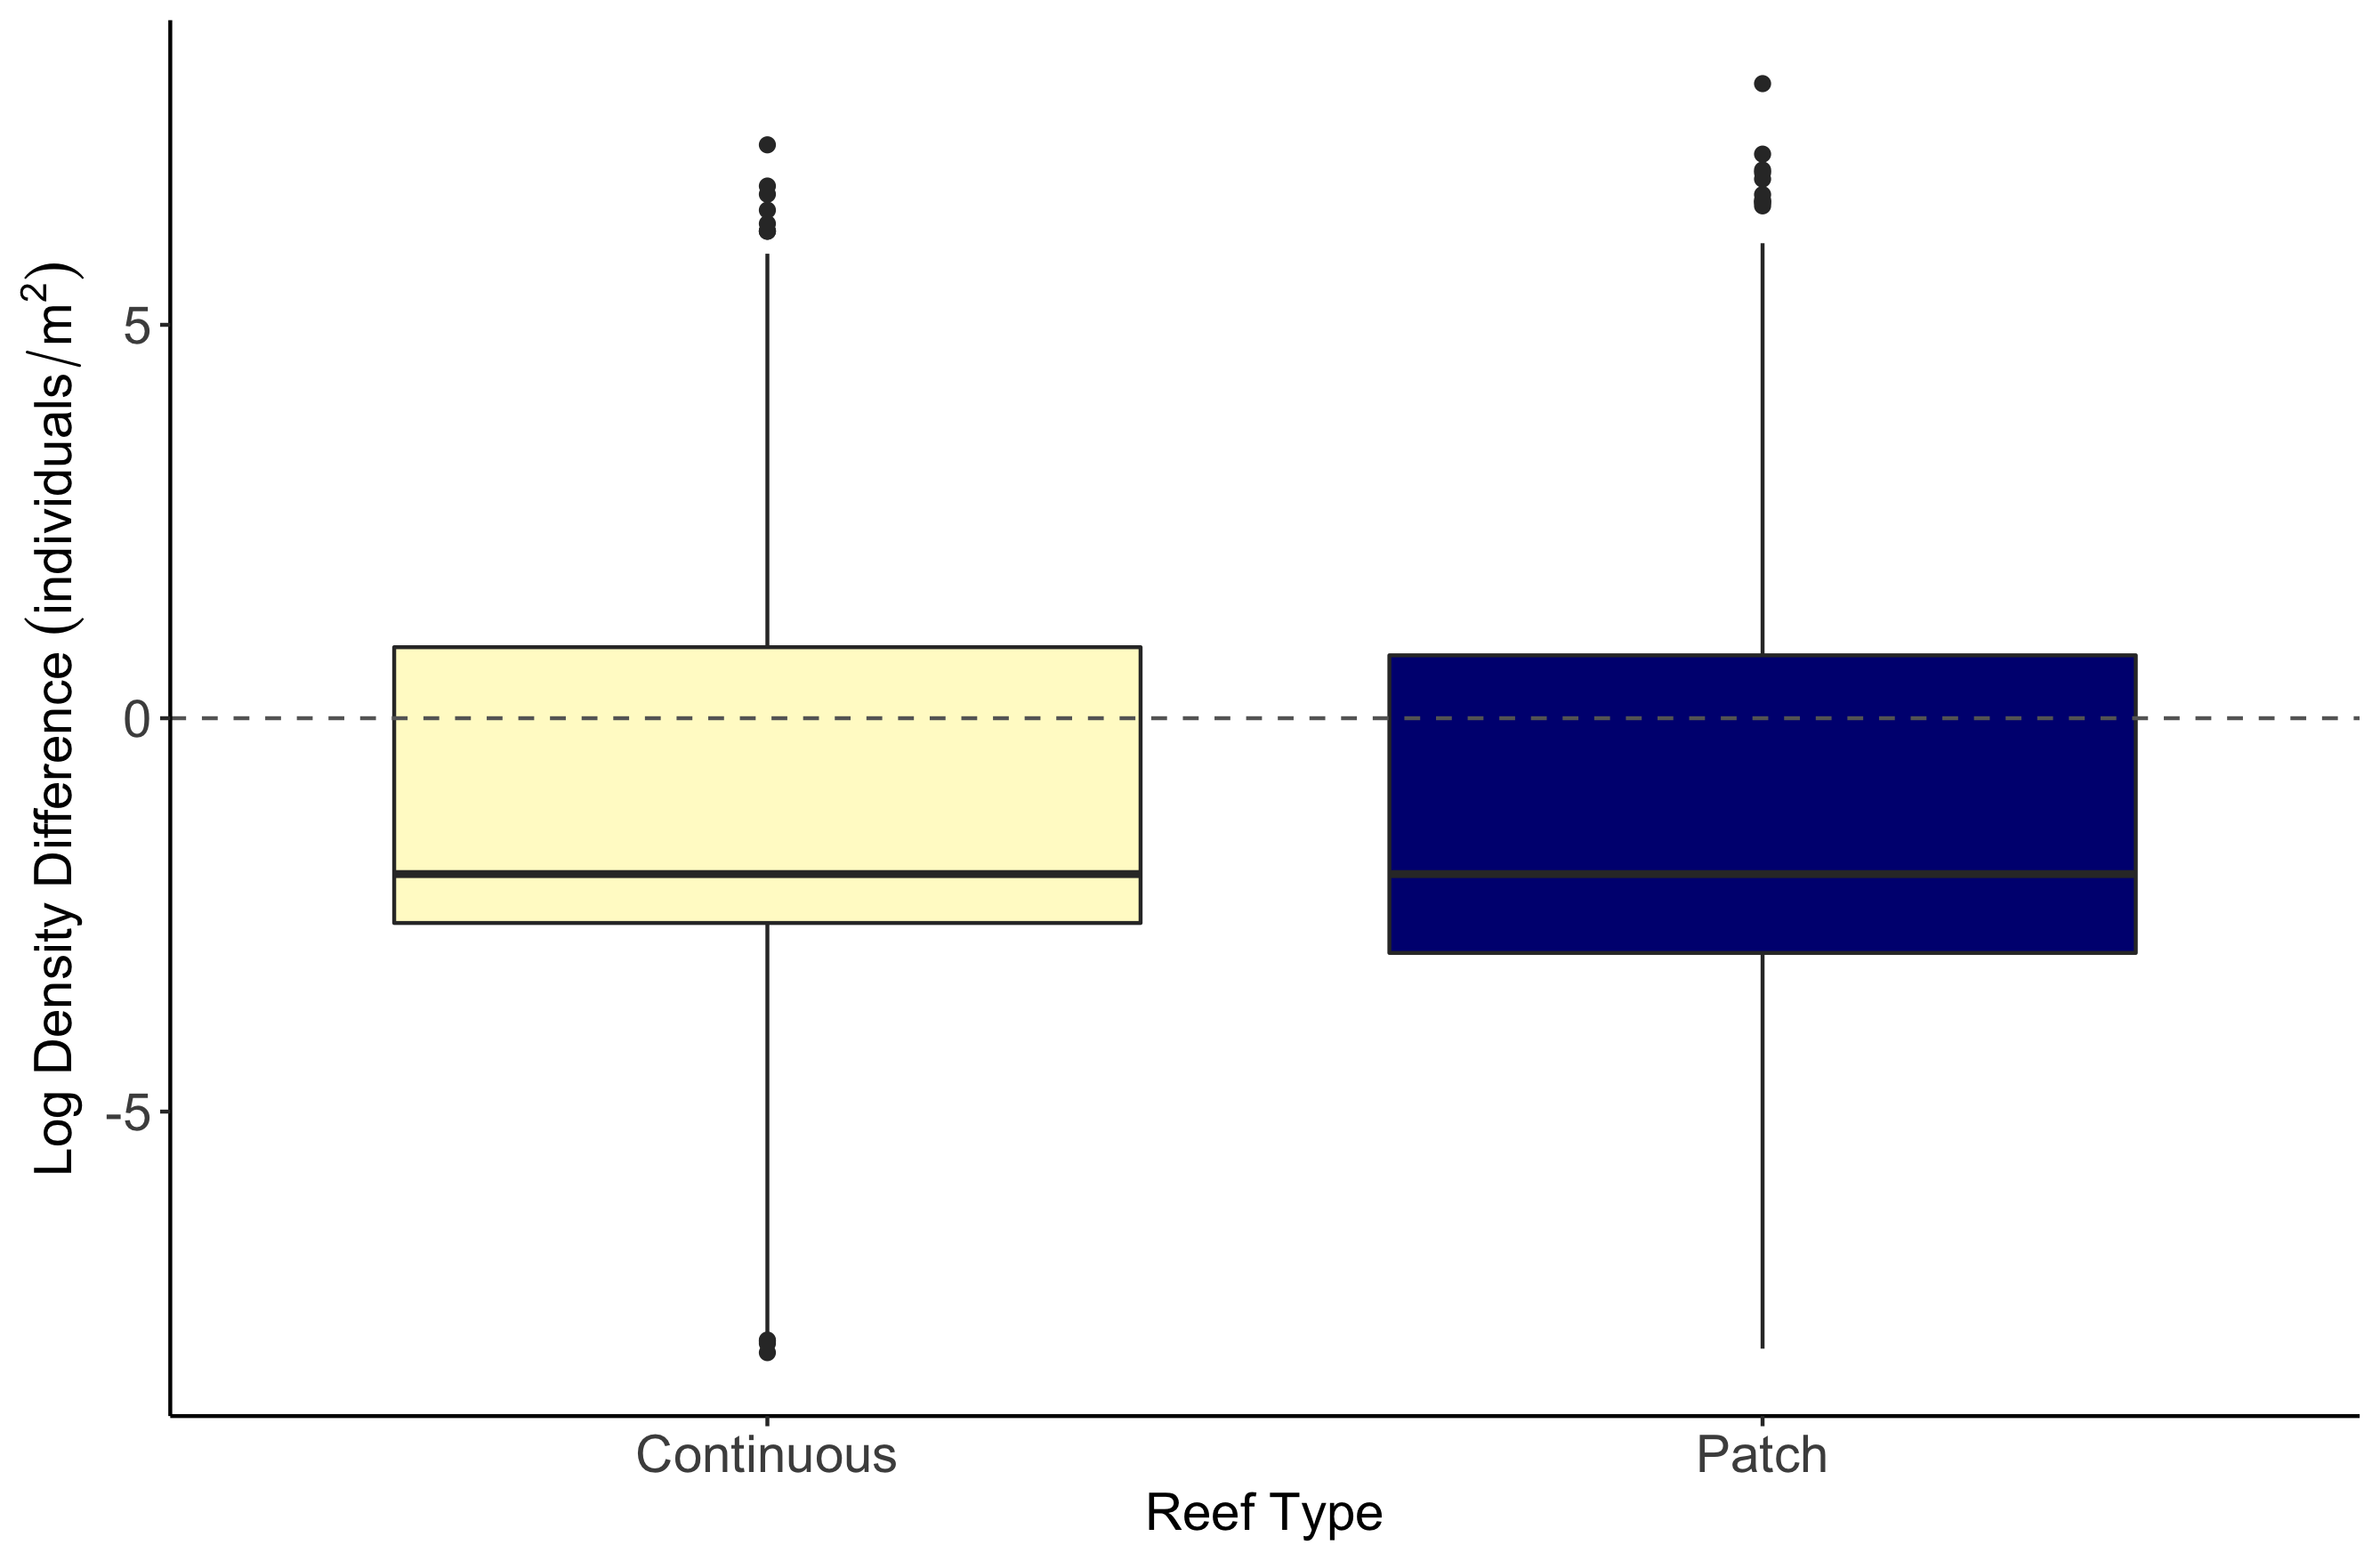 Log Density Difference (individuals/m²)
5
0
-5
Continuous Patch
Reef Type